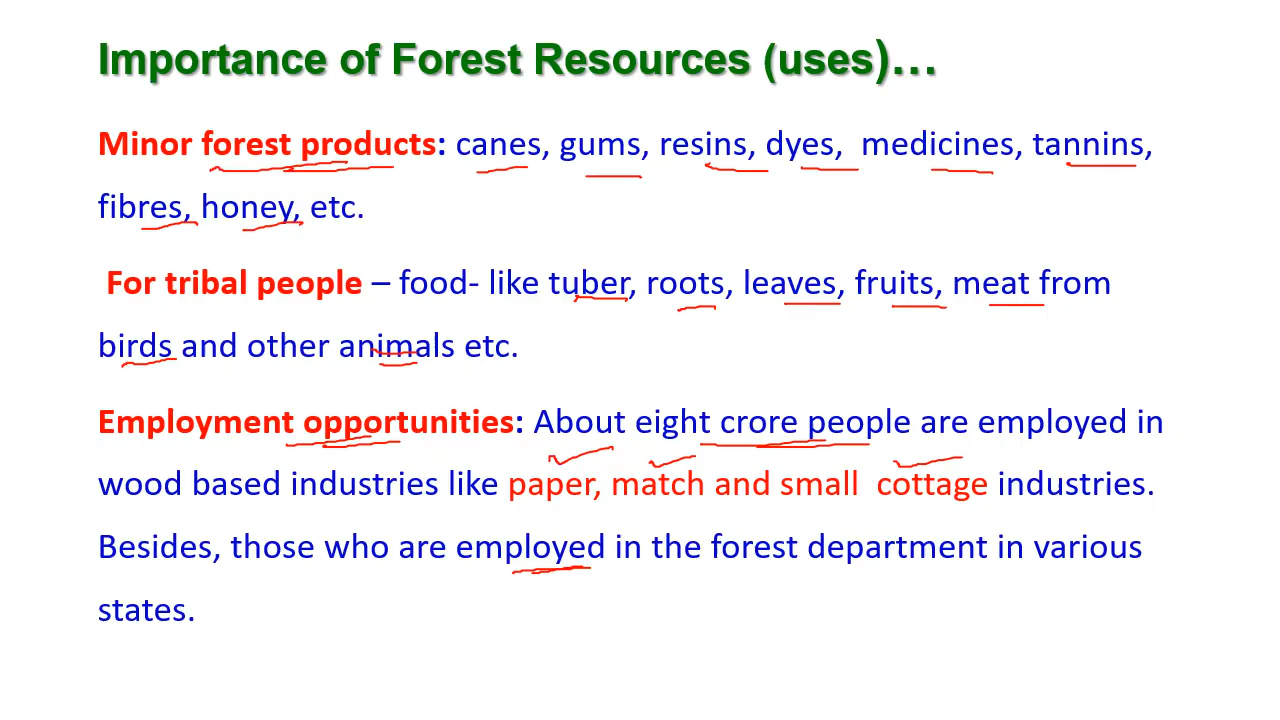 Importance of Forest Resources (uses)…
Minor forest products: canes, gums, resins, dyes, medicines, tannins,
fibres, honey, etc.
For tribal people – food- like tuber, roots, leaves, fruits, meat from
birds and other animals etc.
Employment opportunities: About eight crore people are employed in
wood based industries like paper, match and small cottage industries.
Besides, those who are employed in the forest department in various
states.